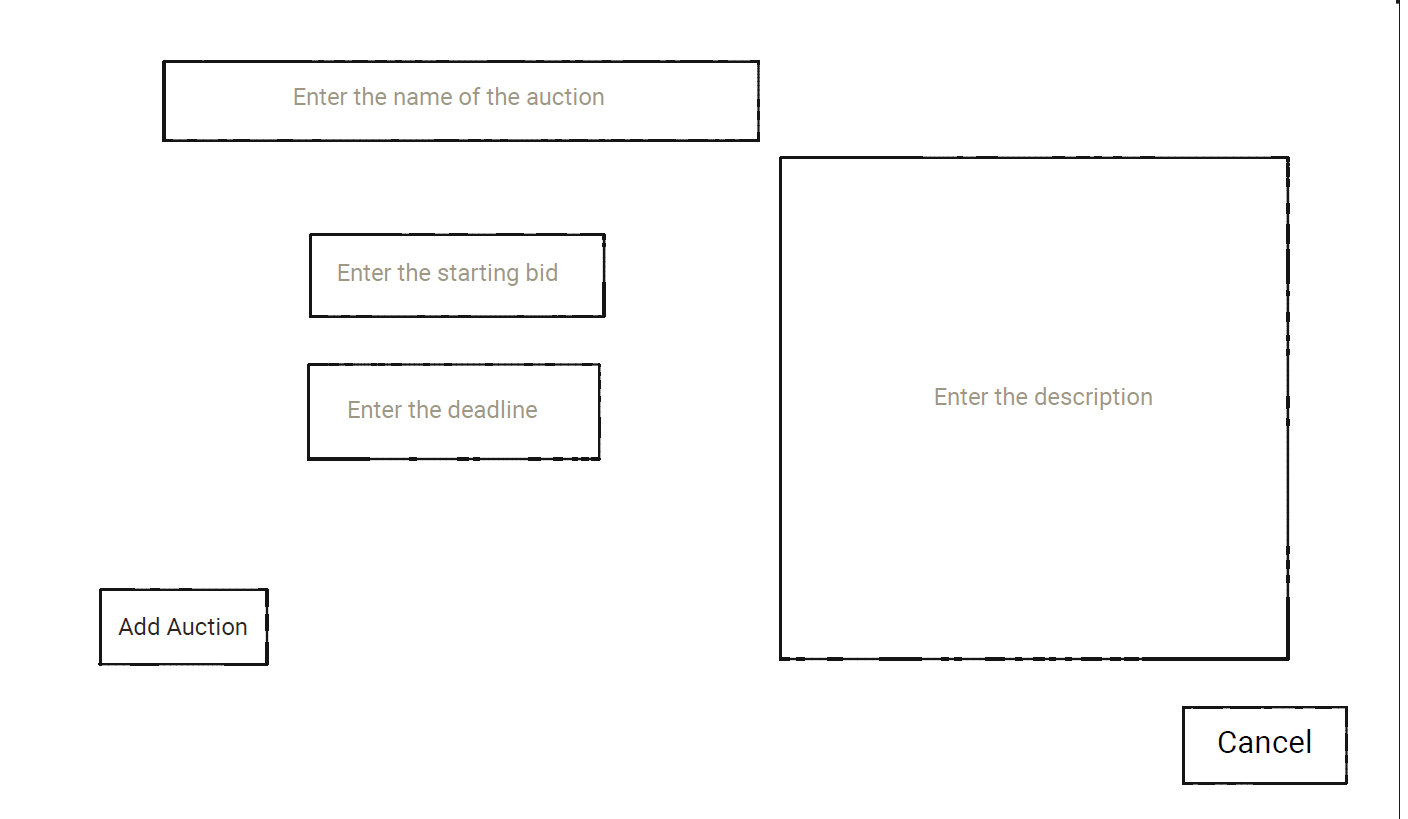 Enter the name of the auction
Enter the starting bid
Enter the deadline
Enter the description
Add Auction
Cancel